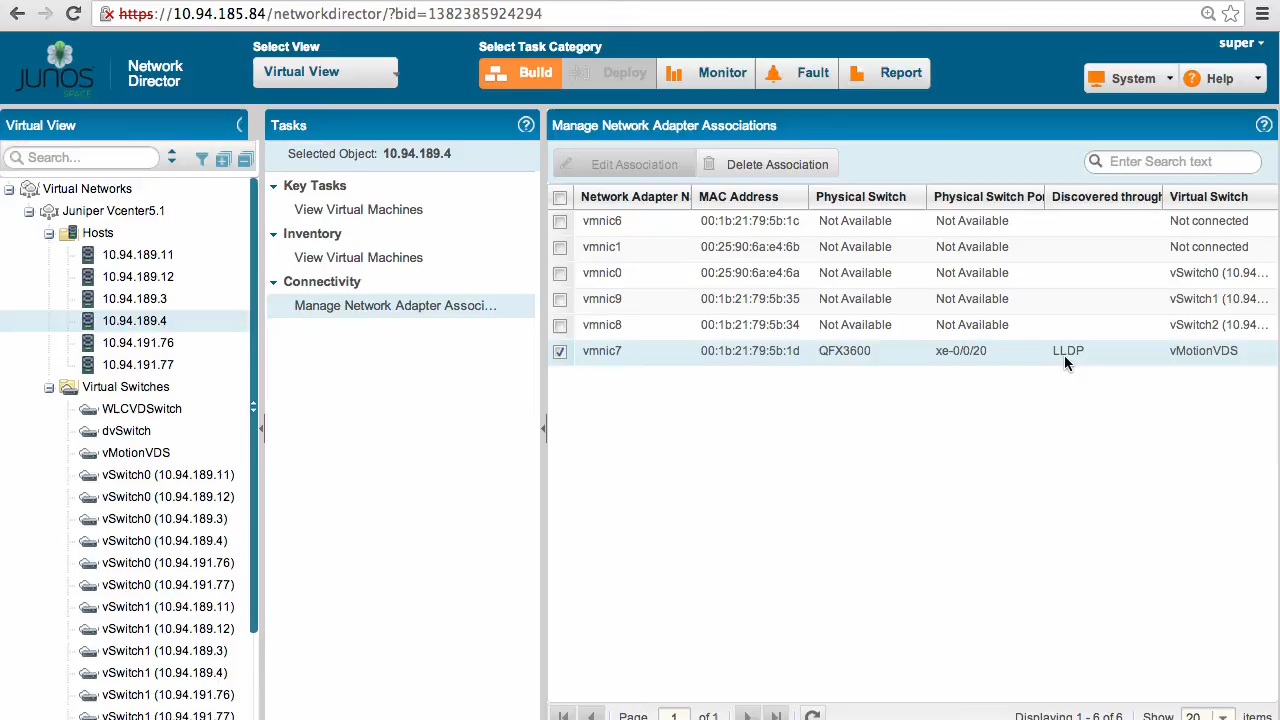 https://10.94.185.84/networkdirector/?bid=1382385924294
super
Select View
Select Task Category
JUNOS
SPACE
Network
Director
Virtual View
Build
Deploy
Monitor
Fault
Report
System
Help
Virtual View
Tasks
Manage Network Adapter Associations
Search...
Selected Object: 10.94.189.4
Edit Association
Delete Association
Enter Search text
Virtual Networks
Juniper Vcenter5.1
Hosts
10.94.189.11
10.94.189.12
10.94.189.3
10.94.189.4
10.94.191.76
10.94.191.77
Virtual Switches
WLCVDSwitch
dvSwitch
vMotionVDS
vSwitch0 (10.94.189.11)
vSwitch0 (10.94.189.12)
vSwitch0 (10.94.189.3)
vSwitch0 (10.94.189.4)
vSwitch0 (10.94.191.76)
vSwitch0 (10.94.191.77)
vSwitch1 (10.94.189.11)
vSwitch1 (10.94.189.12)
vSwitch1 (10.94.189.3)
vSwitch1 (10.94.189.4)
vSwitch1 (10.94.191.76)
vSwitch1 (10.94.191.77)
Key Tasks
View Virtual Machines
Inventory
View Virtual Machines
Connectivity
Manage Network Adapter Associ...
Network Adapter N MAC Address Physical Switch Physical Switch Por Discovered through Virtual Switch
vmnic6 00:1b:21:79:5b:1c Not Available Not Available Not connected
vmnic1 00:25:90:6a:e4:6b Not Available Not Available Not connected
vmnic0 00:25:90:6a:e4:6a Not Available Not Available vSwitch0 (10.94...
vmnic9 00:1b:21:79:5b:35 Not Available Not Available vSwitch1 (10.94...
vmnic8 00:1b:21:79:5b:34 Not Available Not Available vSwitch2 (10.94...
vmnic7 00:1b:21:79:5b:1d QFX3600 xe-0/0/20 LLDP vMotionVDS
Page 1 of 1
Displaying 1 - 6 of 6 Show 20 items